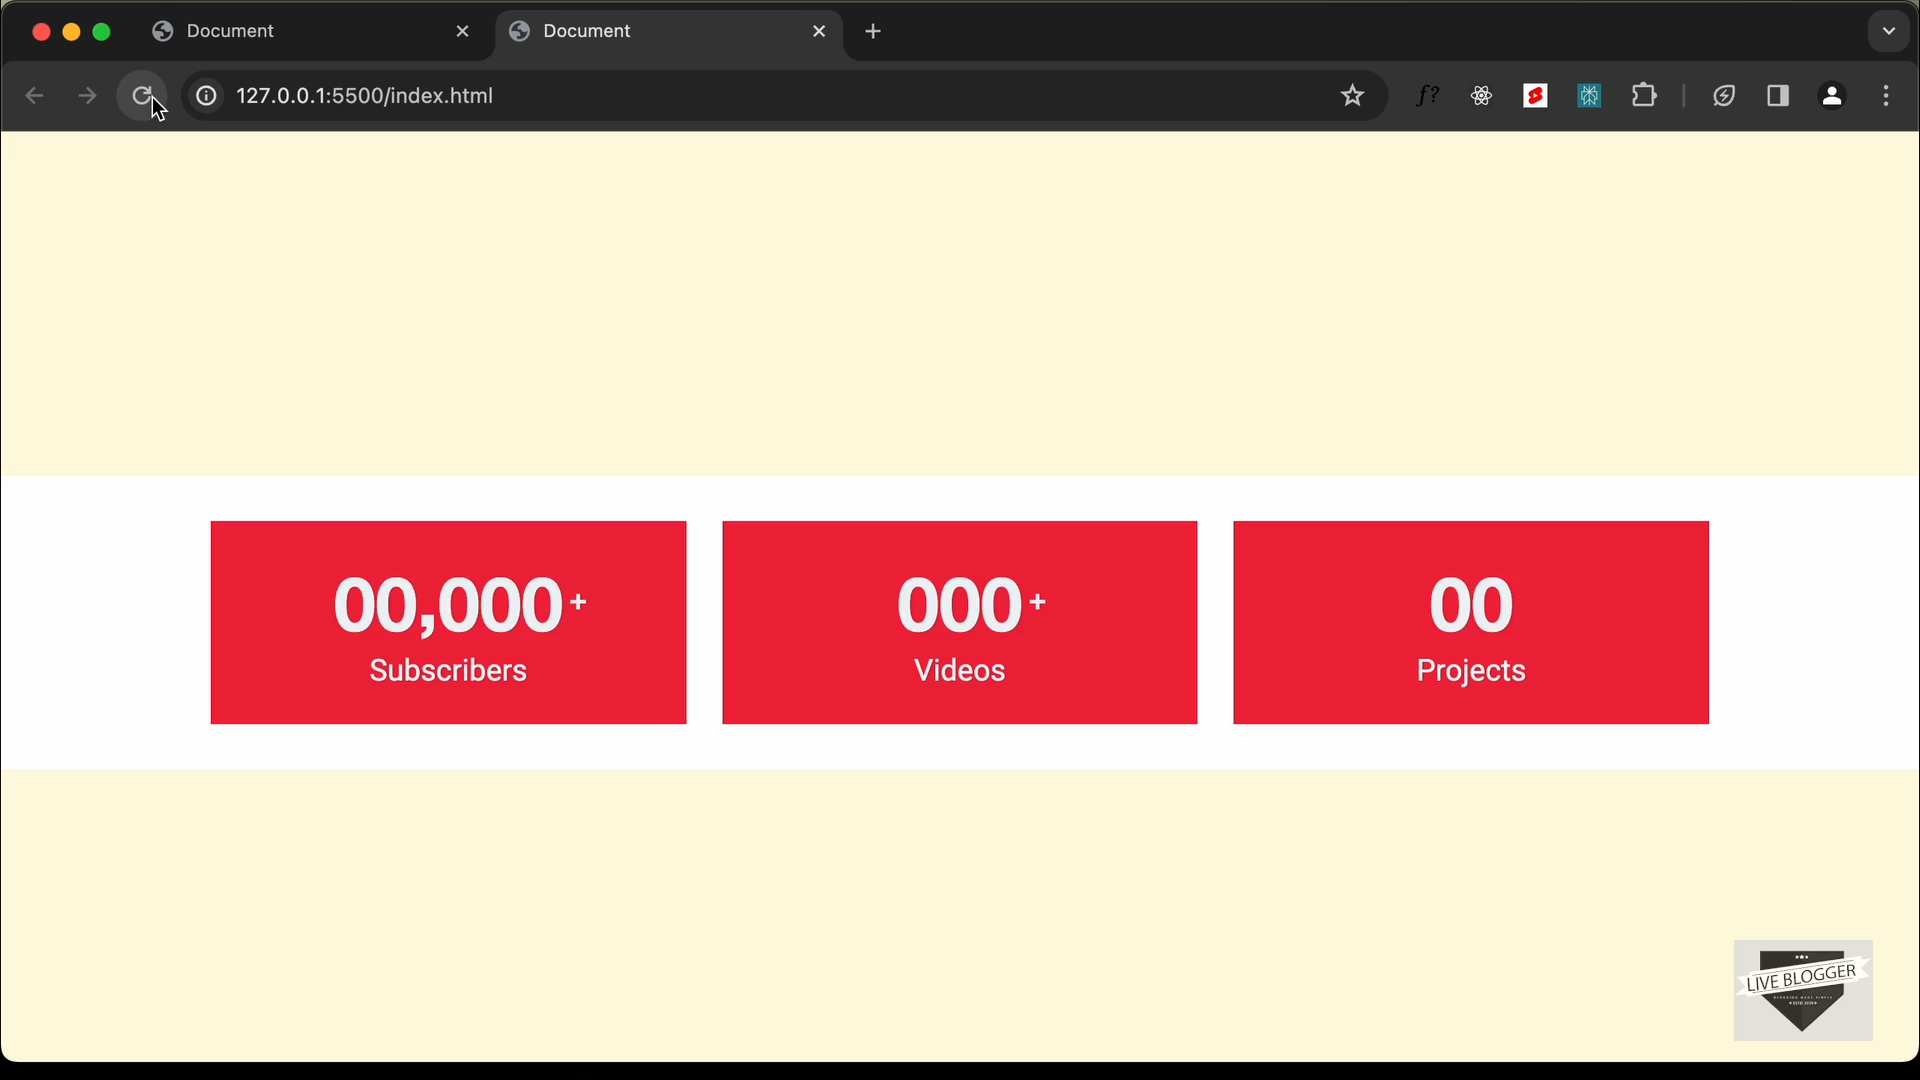 Document
Document
127.0.0.1:5500/index.html
f?
00,000+
Subscribers
000+
Videos
00
Projects
LIVE BLOGGER